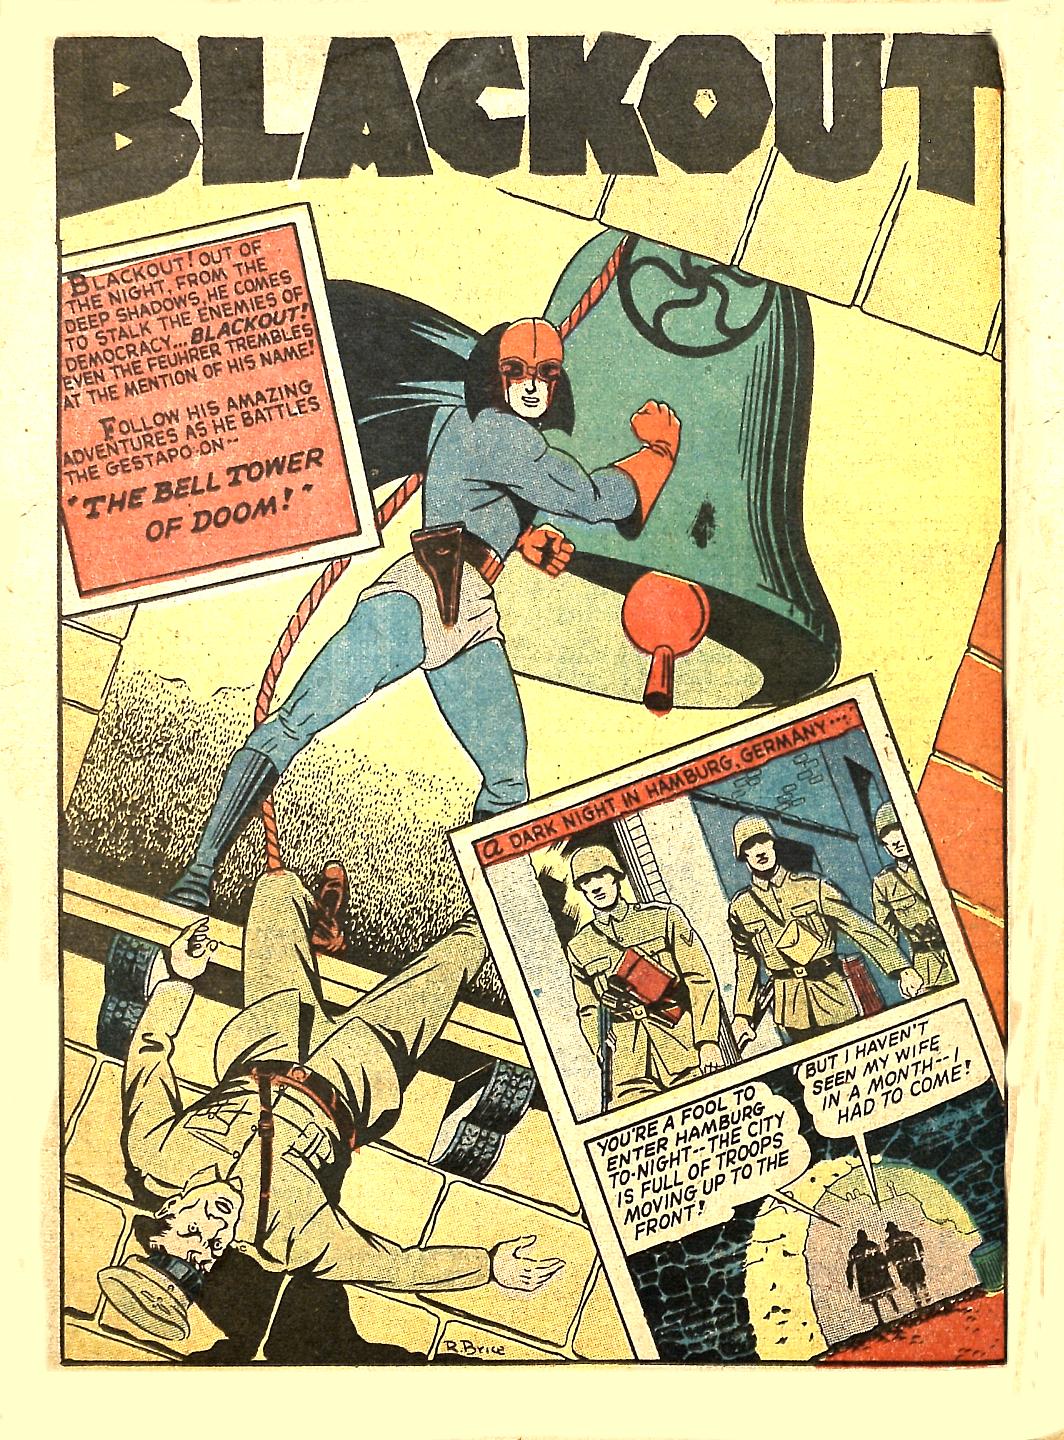 BLACKOUT
BLACKOUT! OUT OF
THE NIGHT, FROM THE
DEEP SHADOWS, HE COMES
TO STALK THE ENEMIES OF
DEMOCRACY... BLACKOUT!
EVEN THE FEUHRER TREMBLES
AT THE MENTION OF HIS NAME!
FOLLOW HIS AMAZING
ADVENTURES AS HE BATTLES
THE GESTAPO-ON--
"THE BELL TOWER
OF DOOM!"
A DARK NIGHT IN HAMBURG, GERMANY...
YOU'RE A FOOL TO
ENTER HAMBURG
TO-NIGHT--THE CITY
IS FULL OF TROOPS
MOVING UP TO THE
FRONT!
BUT I HAVEN'T
SEEN MY WIFE
IN A MONTH--I
HAD TO COME!
R. Brice